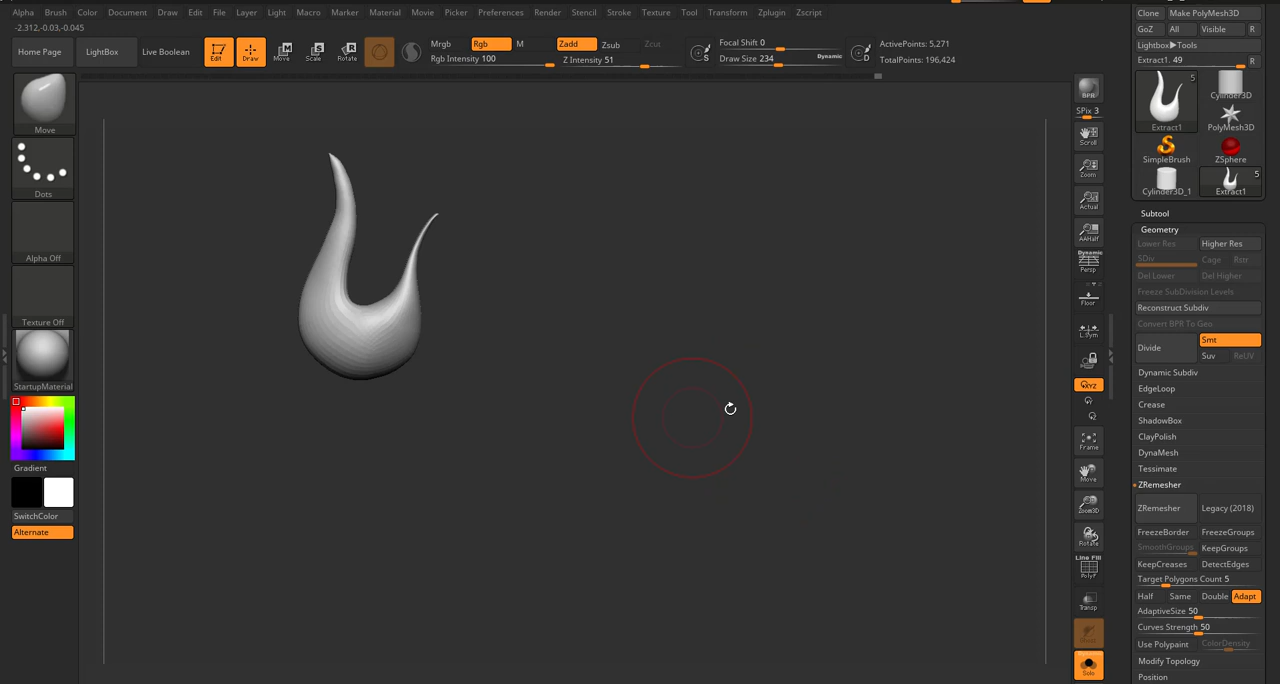 Alpha Brush Color Document Draw Edit File Layer Light Macro Marker Material Movie Picker Preferences Render Stencil Stroke Texture Tool Transform Zplugin Zscript
-2.312,-0.03,-0.045
Home Page LightBox Live Boolean Edit Draw Move Scale Rotate
Mrgb Rgb M Zadd Zsub Zcut
Rgb Intensity 100 Z Intensity 51
Focal Shift 0
Draw Size 234 Dynamic
ActivePoints: 5,271
TotalPoints: 196,424
Move
Dots
Alpha Off
Texture Off
StartupMaterial
Gradient
SwitchColor
Alternate
BPR
SPix 3
Scroll
Zoom
Actual
AAHalf
Dynamic
Persp
Floor
L.Sym
XYZ
Frame
Move
Zoom3D
Rotate
Line Fill
PolyF
Transp
Solo
Clone Make PolyMesh3D
GoZ All Visible R
Lightbox▶Tools
Extract1. 49 R
5
Extract1
Cylinder3D
PolyMesh3D
SimpleBrush ZSphere
5
Cylinder3D_1 Extract1
Subtool
Geometry
Lower Res Higher Res
SDiv Cage Rstr
Del Lower Del Higher
Freeze SubDivision Levels
Reconstruct Subdiv
Convert BPR To Geo
Divide Smt
Suv ReUV
Dynamic Subdiv
EdgeLoop
Crease
ShadowBox
ClayPolish
DynaMesh
Tessimate
ZRemesher
ZRemesher Legacy (2018)
FreezeBorder FreezeGroups
SmoothGroups KeepGroups
KeepCreases DetectEdges
Target Polygons Count 5
Half Same Double Adapt
AdaptiveSize 50
Curves Strength 50
Use Polypaint ColorDensity
Modify Topology
Position